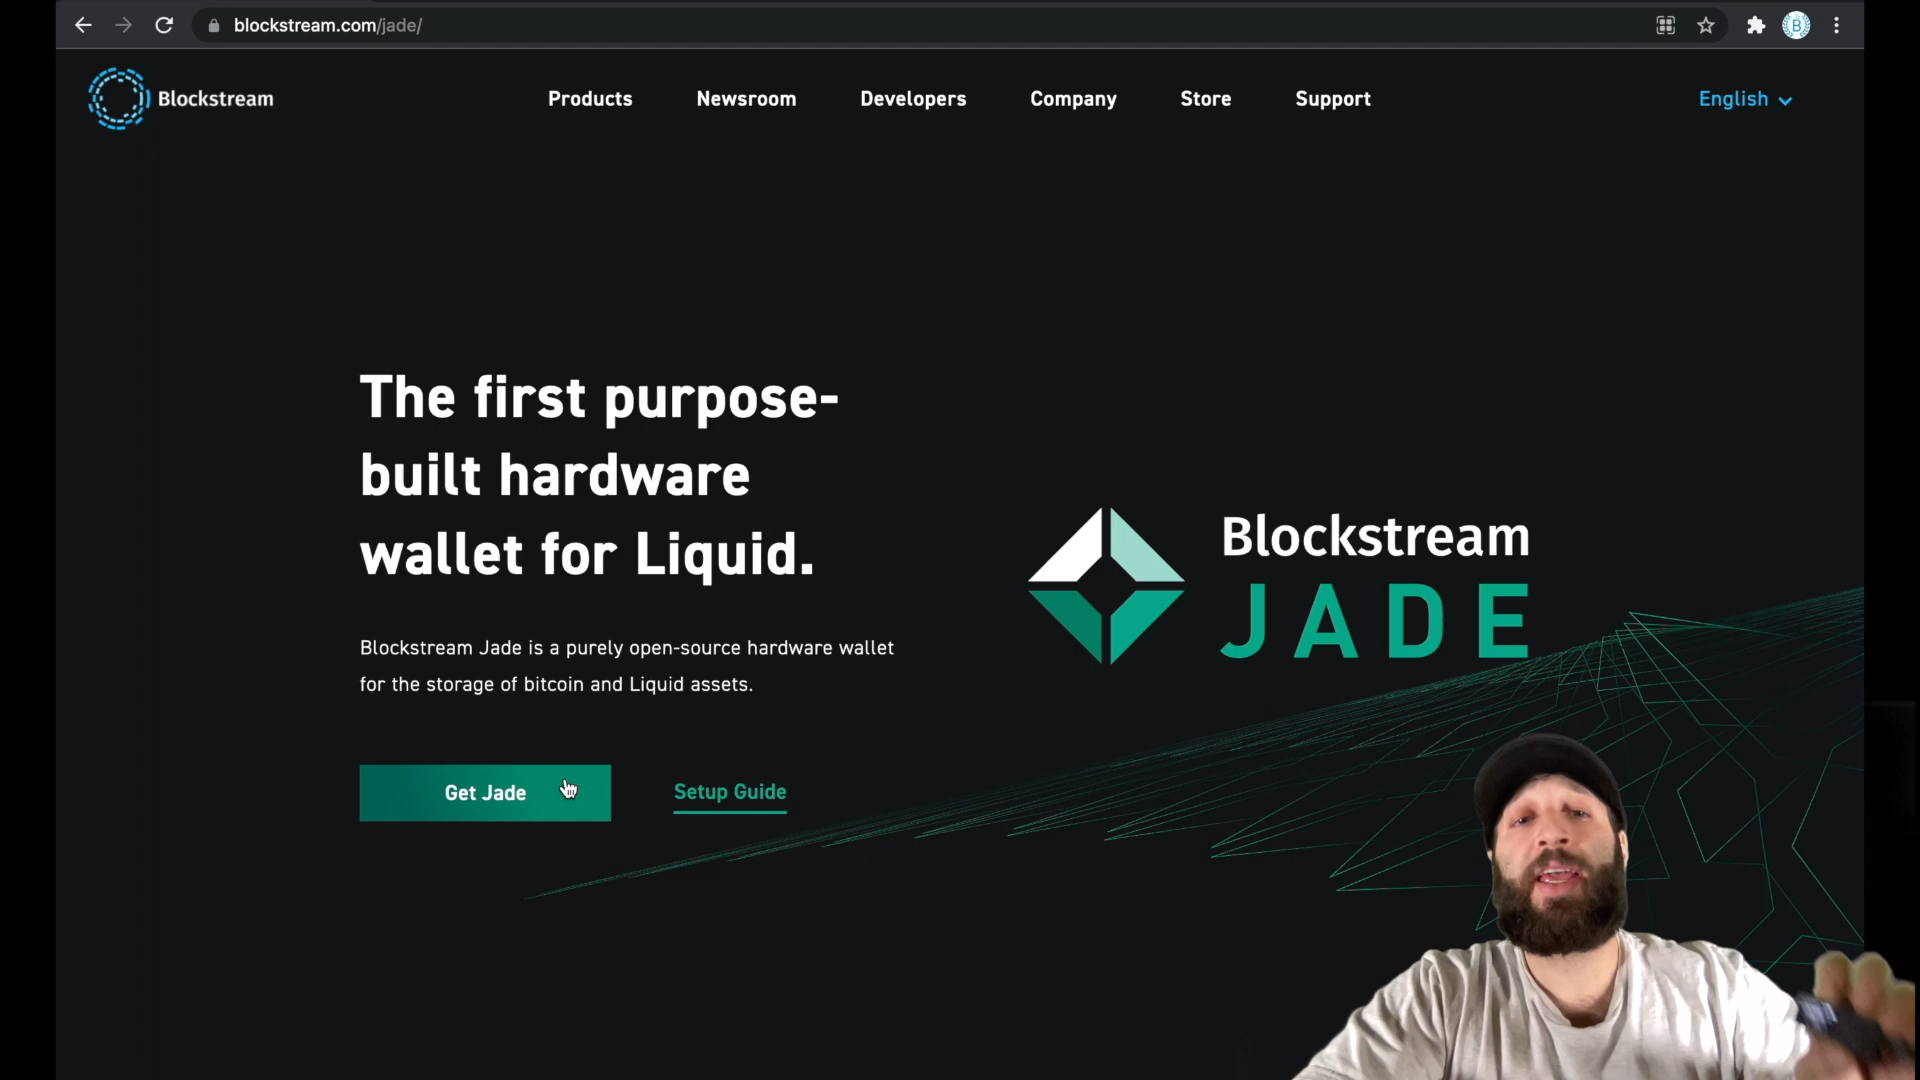 blockstream.com/jade/
B
Blockstream
Products
Newsroom
Developers
Company
Store
Support
English
The first purpose-
built hardware
wallet for Liquid.
Blockstream Jade is a purely open-source hardware wallet
for the storage of bitcoin and Liquid assets.
Get Jade
Setup Guide
Blockstream
JADE